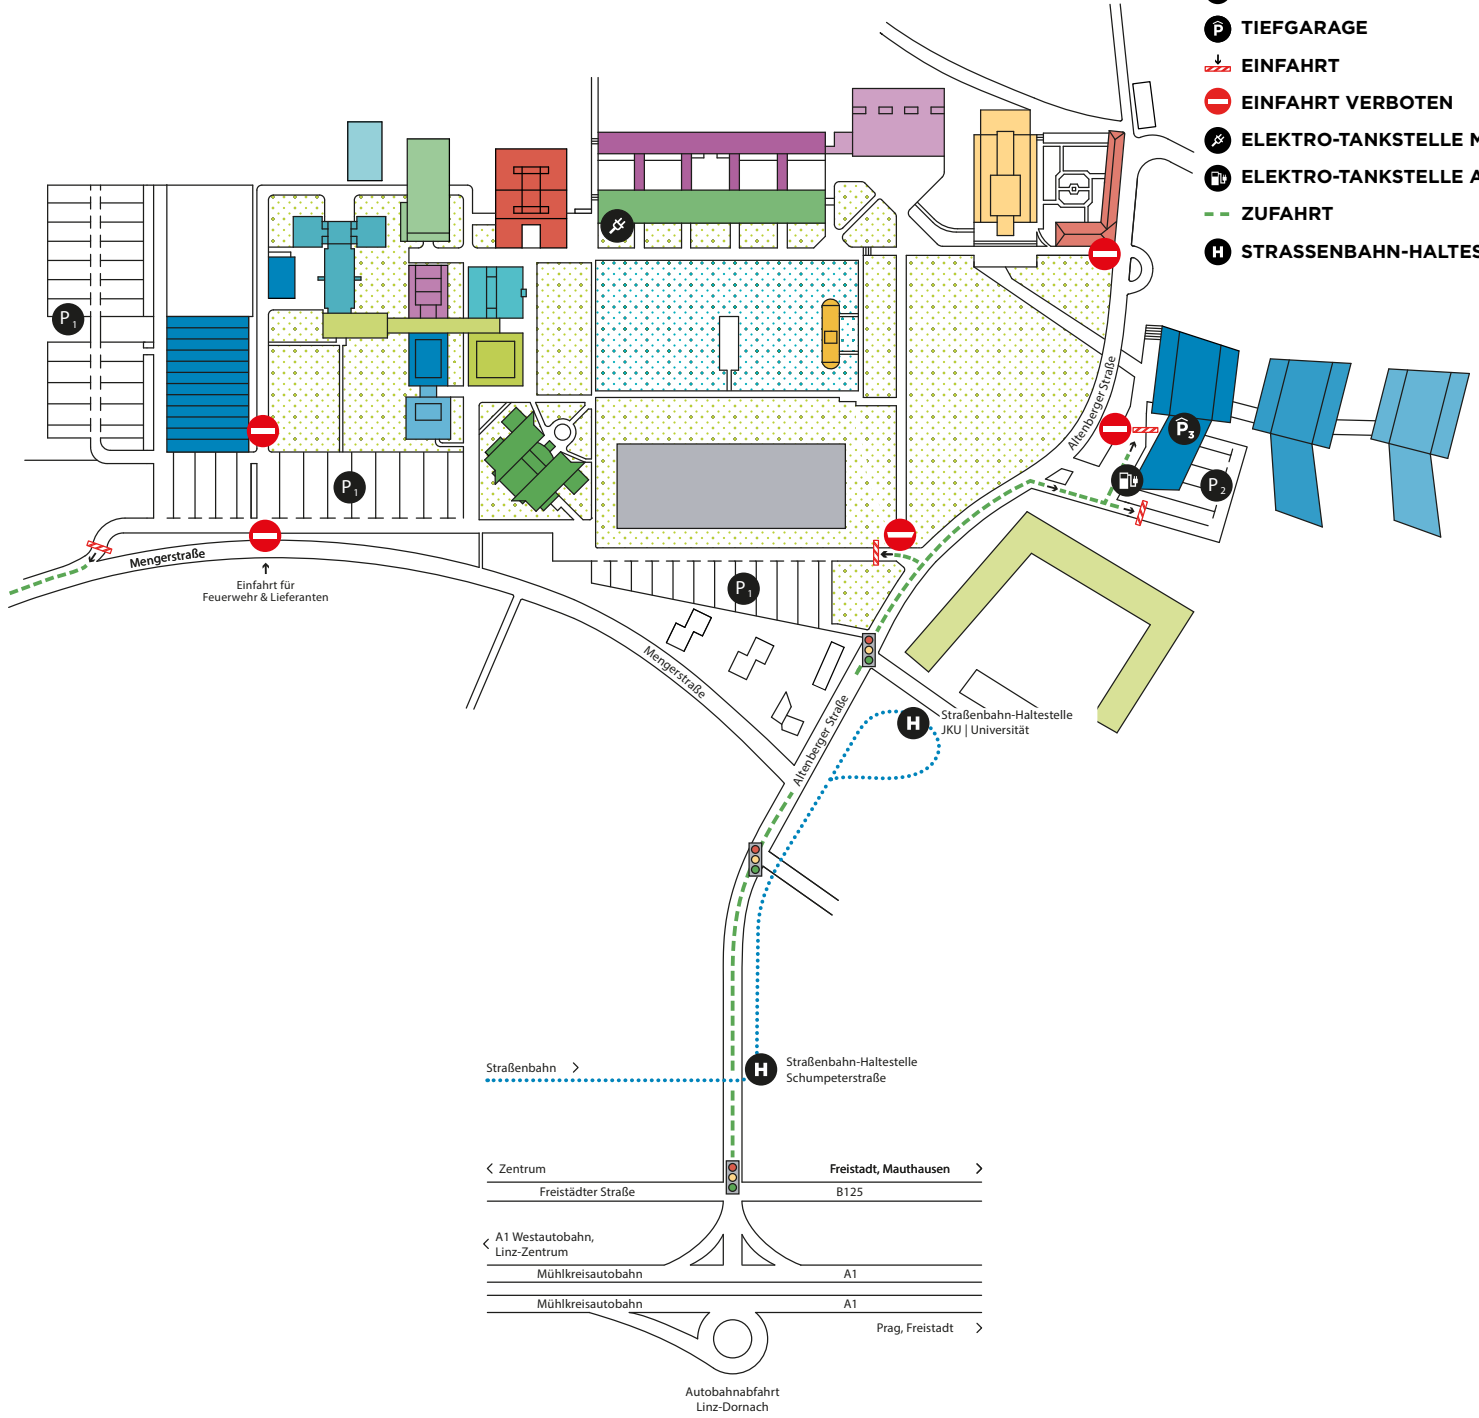 TIEFGARAGE
EINFAHRT
EINFAHRT VERBOTEN
ELEKTRO-TANKSTELLE
ELEKTRO-TANKSTELLE
ZUFAHRT
H
P
P1
P1
P1
P2
P3
Altenberger Straße
Mengerstraße
Einfahrt für
Feuerwehr & Lieferanten
Mengerstraße
Altenberger Straße
H
Straßenbahn-Haltestelle
JKU | Universität
Straßenbahn >
H
Straßenbahn-Haltestelle
Schumpeterstraße
< Zentrum
Freistadt, Mauthausen >
Freistädter Straße
B125
< A1 Westautobahn,
Linz-Zentrum
Mühlkreisautobahn
A1
Mühlkreisautobahn
A1
Prag, Freistadt >
Autobahnabfahrt
Linz-Dornach